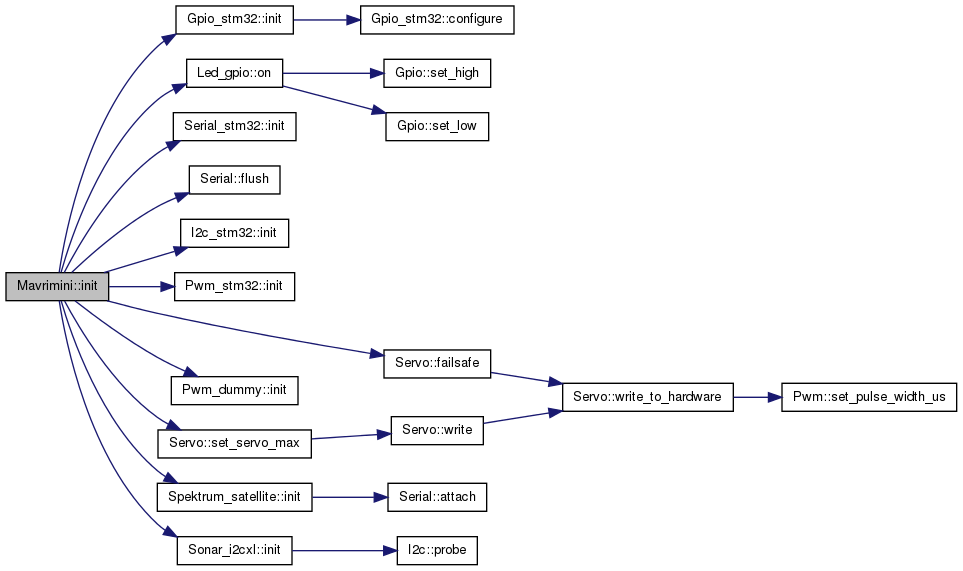 Gpio_stm32::init
Gpio_stm32::configure
Led_gpio::on
Gpio::set_high
Gpio::set_low
Serial_stm32::init
Serial::flush
I2c_stm32::init
Mavrimini::init
Pwm_stm32::init
Servo::failsafe
Pwm_dummy::init
Servo::write_to_hardware
Pwm::set_pulse_width_us
Servo::set_servo_max
Servo::write
Spektrum_satellite::init
Serial::attach
Sonar_i2cxl::init
I2c::probe